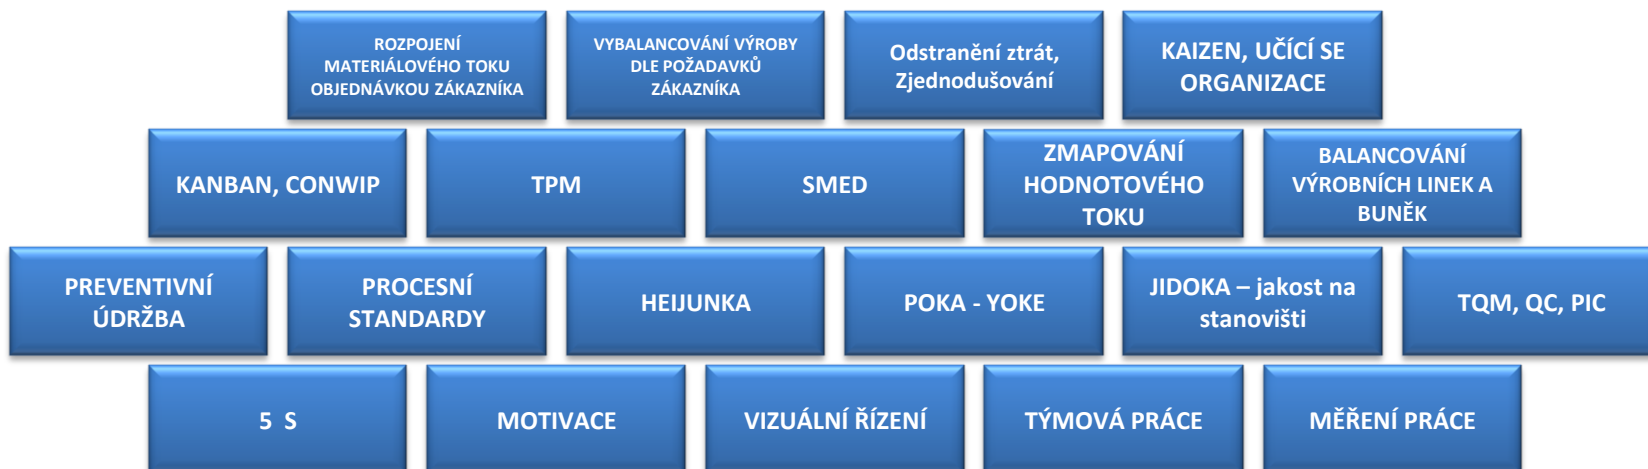 ROZPOJENÍ
MATERIÁLOVÉHO TOKU
OBJEDNÁVKOU ZÁKAZNÍKA
VYBALANCOVÁNÍ VÝROBY
DLE POŽADAVKŮ
ZÁKAZNÍKA
Odstranění ztrát,
Zjednodušování
KAIZEN, UČÍCÍ SE
ORGANIZACE
KANBAN, CONWIP
TPM
SMED
ZMAPOVÁNÍ
HODNOTOVÉHO
TOKU
BALANCOVÁNÍ
VÝROBNÍCH LINEK A
BUNĚK
PREVENTIVNÍ
ÚDRŽBA
PROCESNÍ
STANDARDY
HEIJUNKA
POKA - YOKE
JIDOKA – jakost na
stanovišti
TQM, QC, PIC
5 S
MOTIVACE
VIZUÁLNÍ ŘÍZENÍ
TÝMOVÁ PRÁCE
MĚŘENÍ PRÁCE